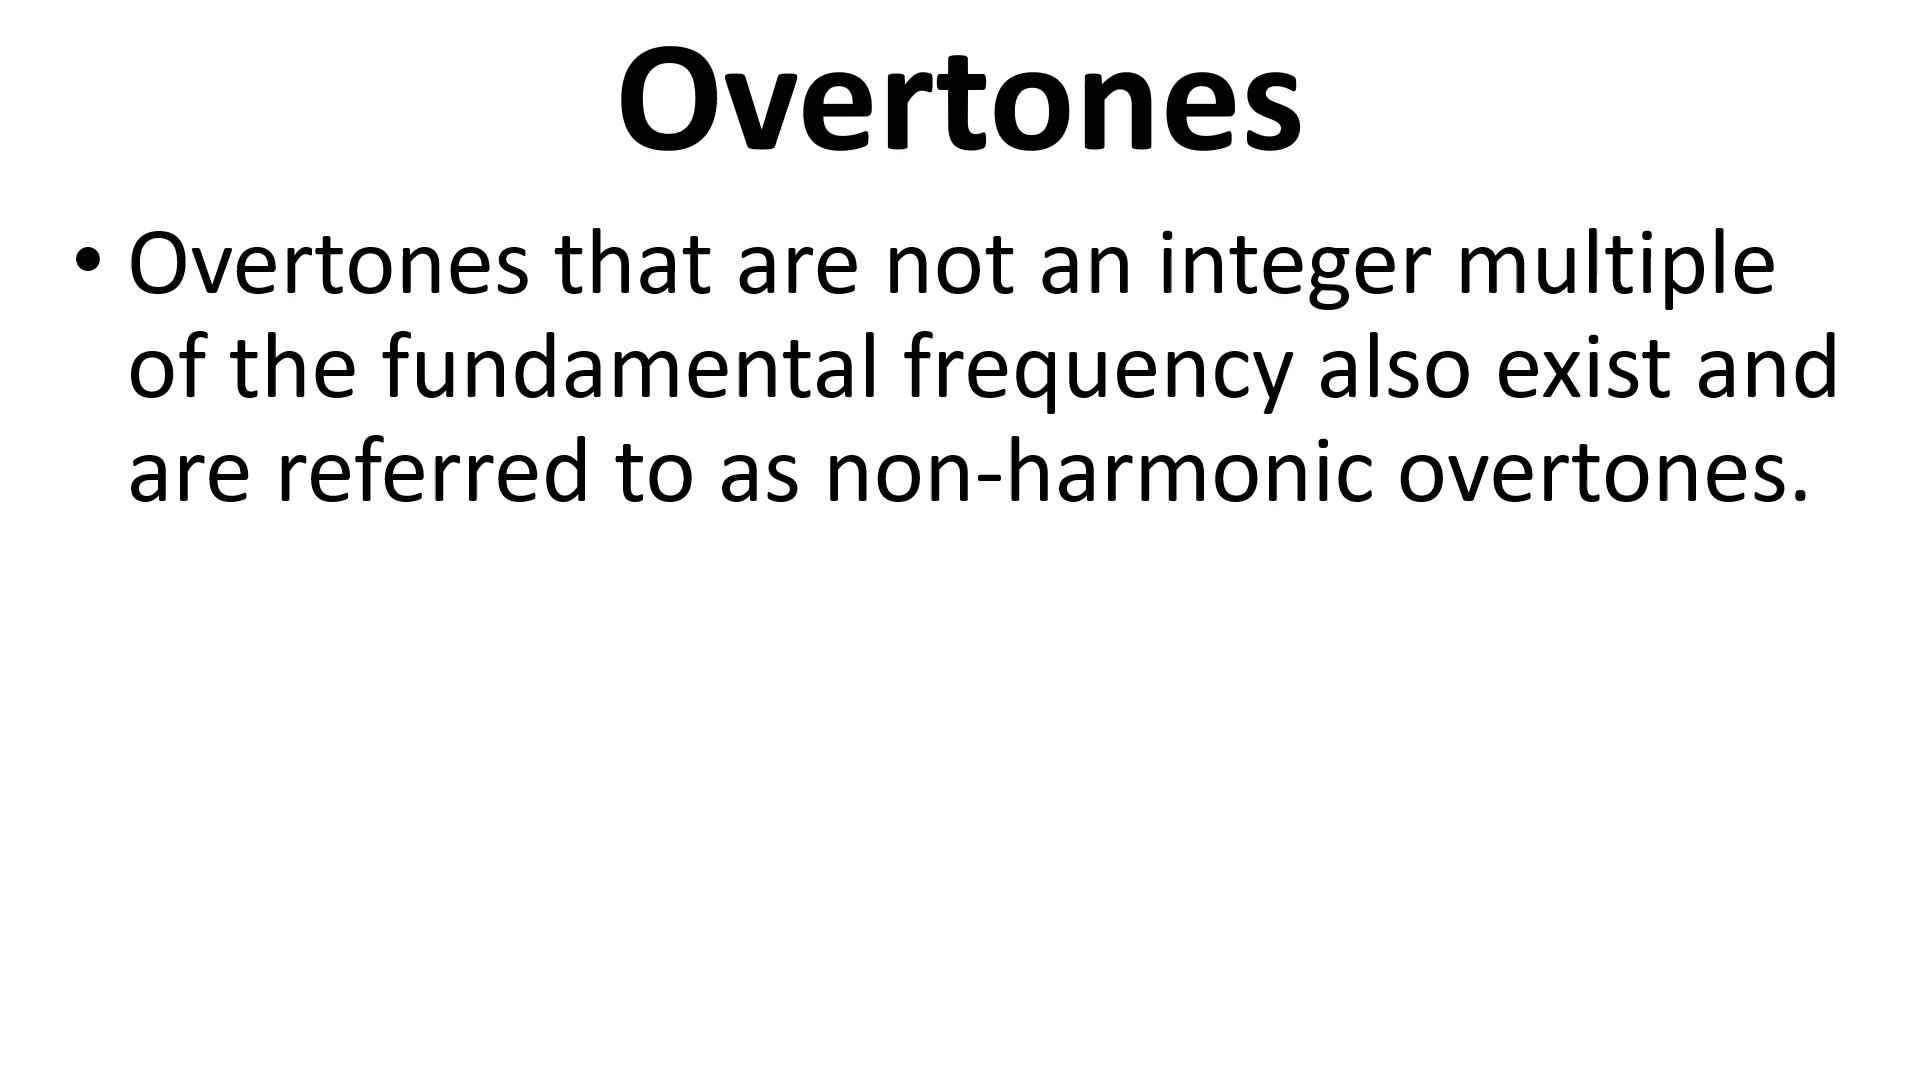 Overtones
• Overtones that are not an integer multiple
of the fundamental frequency also exist and
are referred to as non-harmonic overtones.